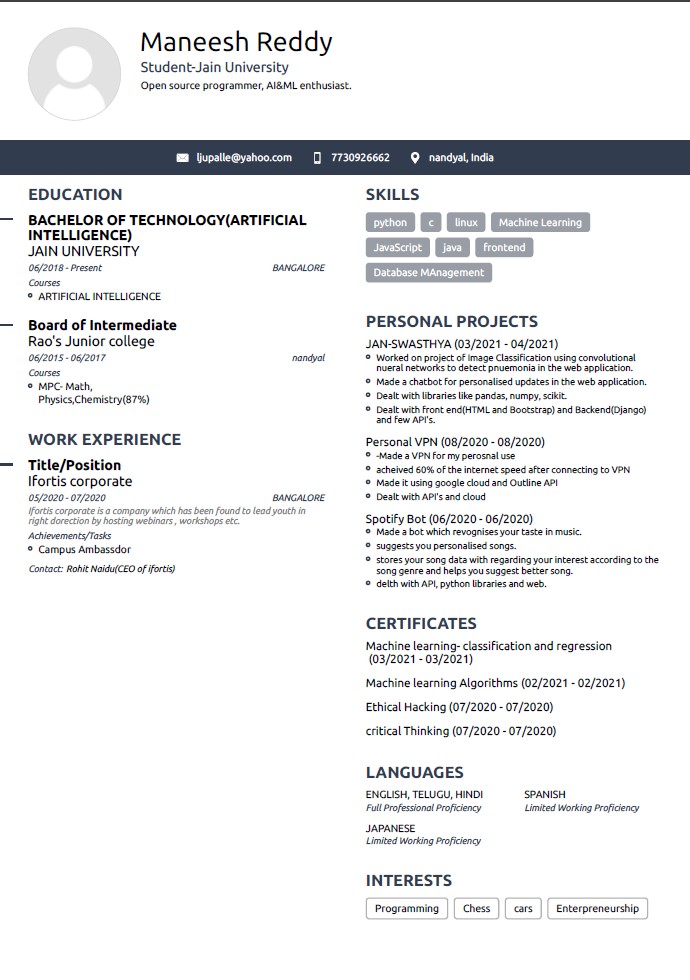 Maneesh Reddy
Student-Jain University
Open source programmer, AI&ML enthusiast.
ljupalle@yahoo.com 7730926662 nandyal, India
EDUCATION
BACHELOR OF TECHNOLOGY(ARTIFICIAL
INTELLIGENCE)
JAIN UNIVERSITY
06/2018 - Present BANGALORE
Courses
ARTIFICIAL INTELLIGENCE
Board of Intermediate
Rao's Junior college
06/2015 - 06/2017 nandyal
Courses
MPC- Math,
Physics,Chemistry(87%)
WORK EXPERIENCE
Title/Position
Ifortis corporate
05/2020 - 07/2020 BANGALORE
Ifortis corporate is a company which has been found to lead youth in
right dorection by hosting webinars , workshops etc.
Achievements/Tasks
Campus Ambassdor
Contact: Rohit Naidu(CEO of ifortis)
SKILLS
python c linux Machine Learning
JavaScript java frontend
Database MAnagement
PERSONAL PROJECTS
JAN-SWASTHYA (03/2021 - 04/2021)
Worked on project of Image Classification using convolutional
nueral networks to detect pnuemonia in the web application.
Made a chatbot for personalised updates in the web application.
Dealt with libraries like pandas, numpy, scikit.
Dealt with front end(HTML and Bootstrap) and Backend(Django)
and few API's.
Personal VPN (08/2020 - 08/2020)
-Made a VPN for my perosnal use
acheived 60% of the internet speed after connecting to VPN
Made it using google cloud and Outline API
Dealt with API's and cloud
Spotify Bot (06/2020 - 06/2020)
Made a bot which revognises your taste in music.
suggests you personalised songs.
stores your song data with regarding your interest according to the
song genre and helps you suggest better song.
delth with API, python libraries and web.
CERTIFICATES
Machine learning- classification and regression
(03/2021 - 03/2021)
Machine learning Algorithms (02/2021 - 02/2021)
Ethical Hacking (07/2020 - 07/2020)
critical Thinking (07/2020 - 07/2020)
LANGUAGES
ENGLISH, TELUGU, HINDI SPANISH
Full Professional Proficiency Limited Working Proficiency
JAPANESE
Limited Working Proficiency
INTERESTS
Programming Chess cars Enterpreneurship